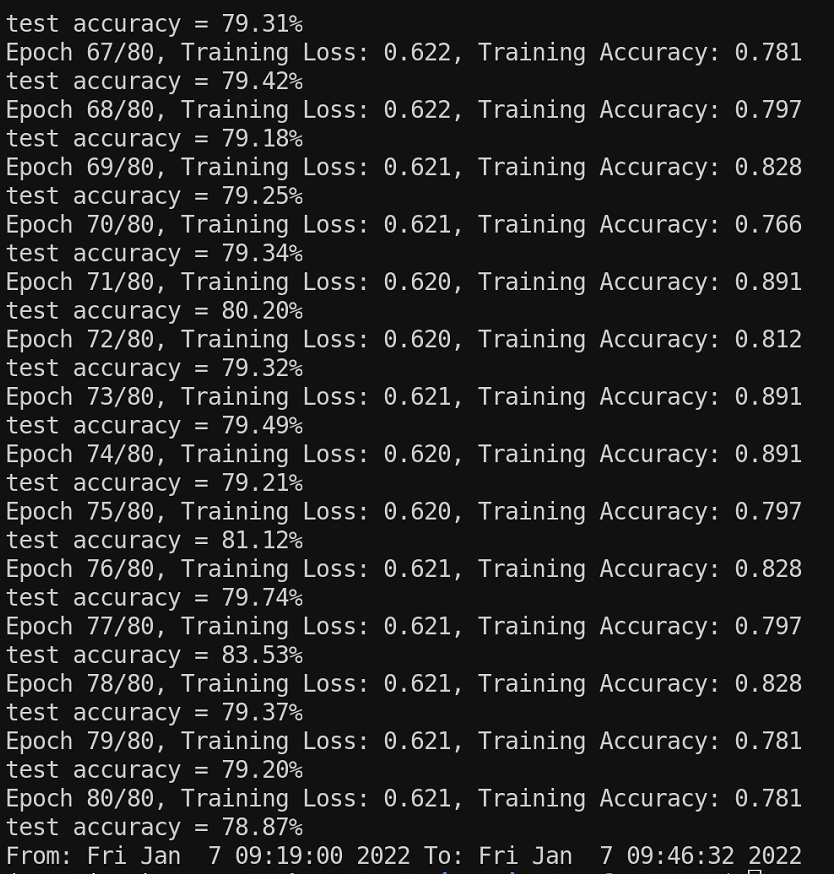 test accuracy = 79.31%
Epoch 67/80, Training Loss: 0.622, Training Accuracy: 0.781
test accuracy = 79.42%
Epoch 68/80, Training Loss: 0.622, Training Accuracy: 0.797
test accuracy = 79.18%
Epoch 69/80, Training Loss: 0.621, Training Accuracy: 0.828
test accuracy = 79.25%
Epoch 70/80, Training Loss: 0.621, Training Accuracy: 0.766
test accuracy = 79.34%
Epoch 71/80, Training Loss: 0.620, Training Accuracy: 0.891
test accuracy = 80.20%
Epoch 72/80, Training Loss: 0.620, Training Accuracy: 0.812
test accuracy = 79.32%
Epoch 73/80, Training Loss: 0.621, Training Accuracy: 0.891
test accuracy = 79.49%
Epoch 74/80, Training Loss: 0.620, Training Accuracy: 0.891
test accuracy = 79.21%
Epoch 75/80, Training Loss: 0.620, Training Accuracy: 0.797
test accuracy = 81.12%
Epoch 76/80, Training Loss: 0.621, Training Accuracy: 0.828
test accuracy = 79.74%
Epoch 77/80, Training Loss: 0.621, Training Accuracy: 0.797
test accuracy = 83.53%
Epoch 78/80, Training Loss: 0.621, Training Accuracy: 0.828
test accuracy = 79.37%
Epoch 79/80, Training Loss: 0.621, Training Accuracy: 0.781
test accuracy = 79.20%
Epoch 80/80, Training Loss: 0.621, Training Accuracy: 0.781
test accuracy = 78.87%
From: Fri Jan  7 09:19:00 2022 To: Fri Jan  7 09:46:32 2022